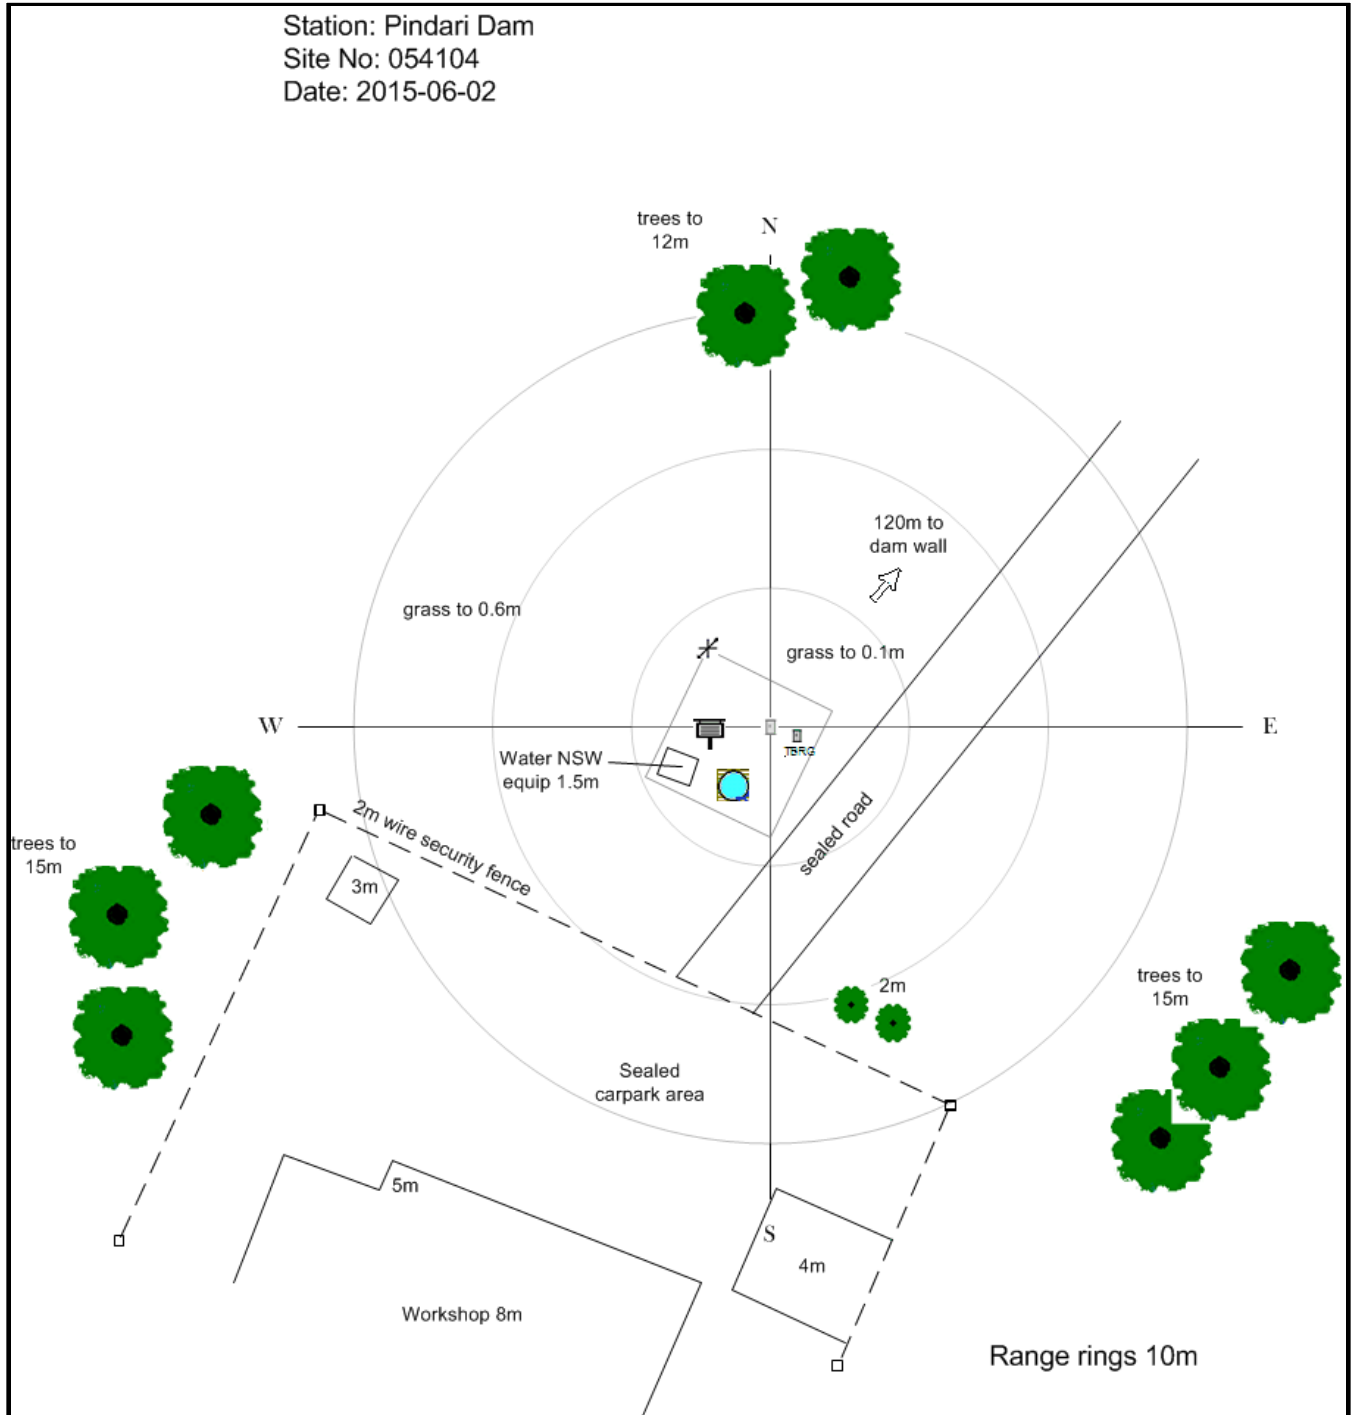 Station: Pindari Dam
Site No: 054104
Date: 2015-06-02
trees to
12m
N
120m to
dam wall
grass to 0.6m
grass to 0.1m
W
E
TBRG
Water NSW
equip 1.5m
sealed road
2m wire security fence
trees to
15m
3m
2m
trees to
15m
Sealed
carpark area
5m
S
4m
Workshop 8m
Range rings 10m